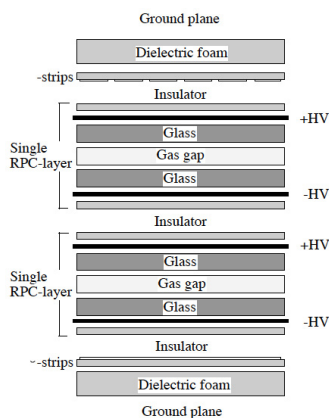 Ground plane
Dielectric foam
-strips
Insulator
+HV
Glass
Single
RPC-layer
Gas gap
Glass
-HV
Insulator
+HV
Glass
Single
RPC-layer
Gas gap
Glass
-HV
Insulator
-strips
Dielectric foam
Ground plane